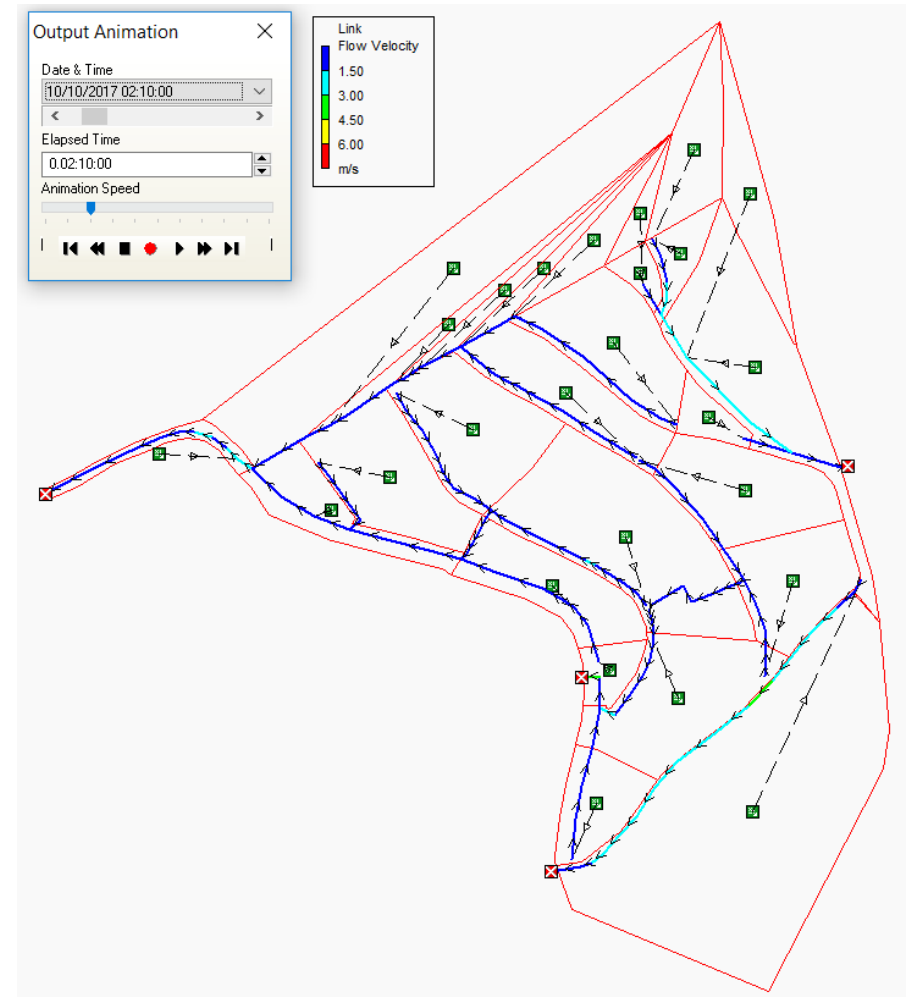 Output Animation
Date & Time
10/10/2017 02:10:00
Elapsed Time
0.02:10:00
Animation Speed
Link
Flow Velocity
1.50
3.00
4.50
6.00
m/s